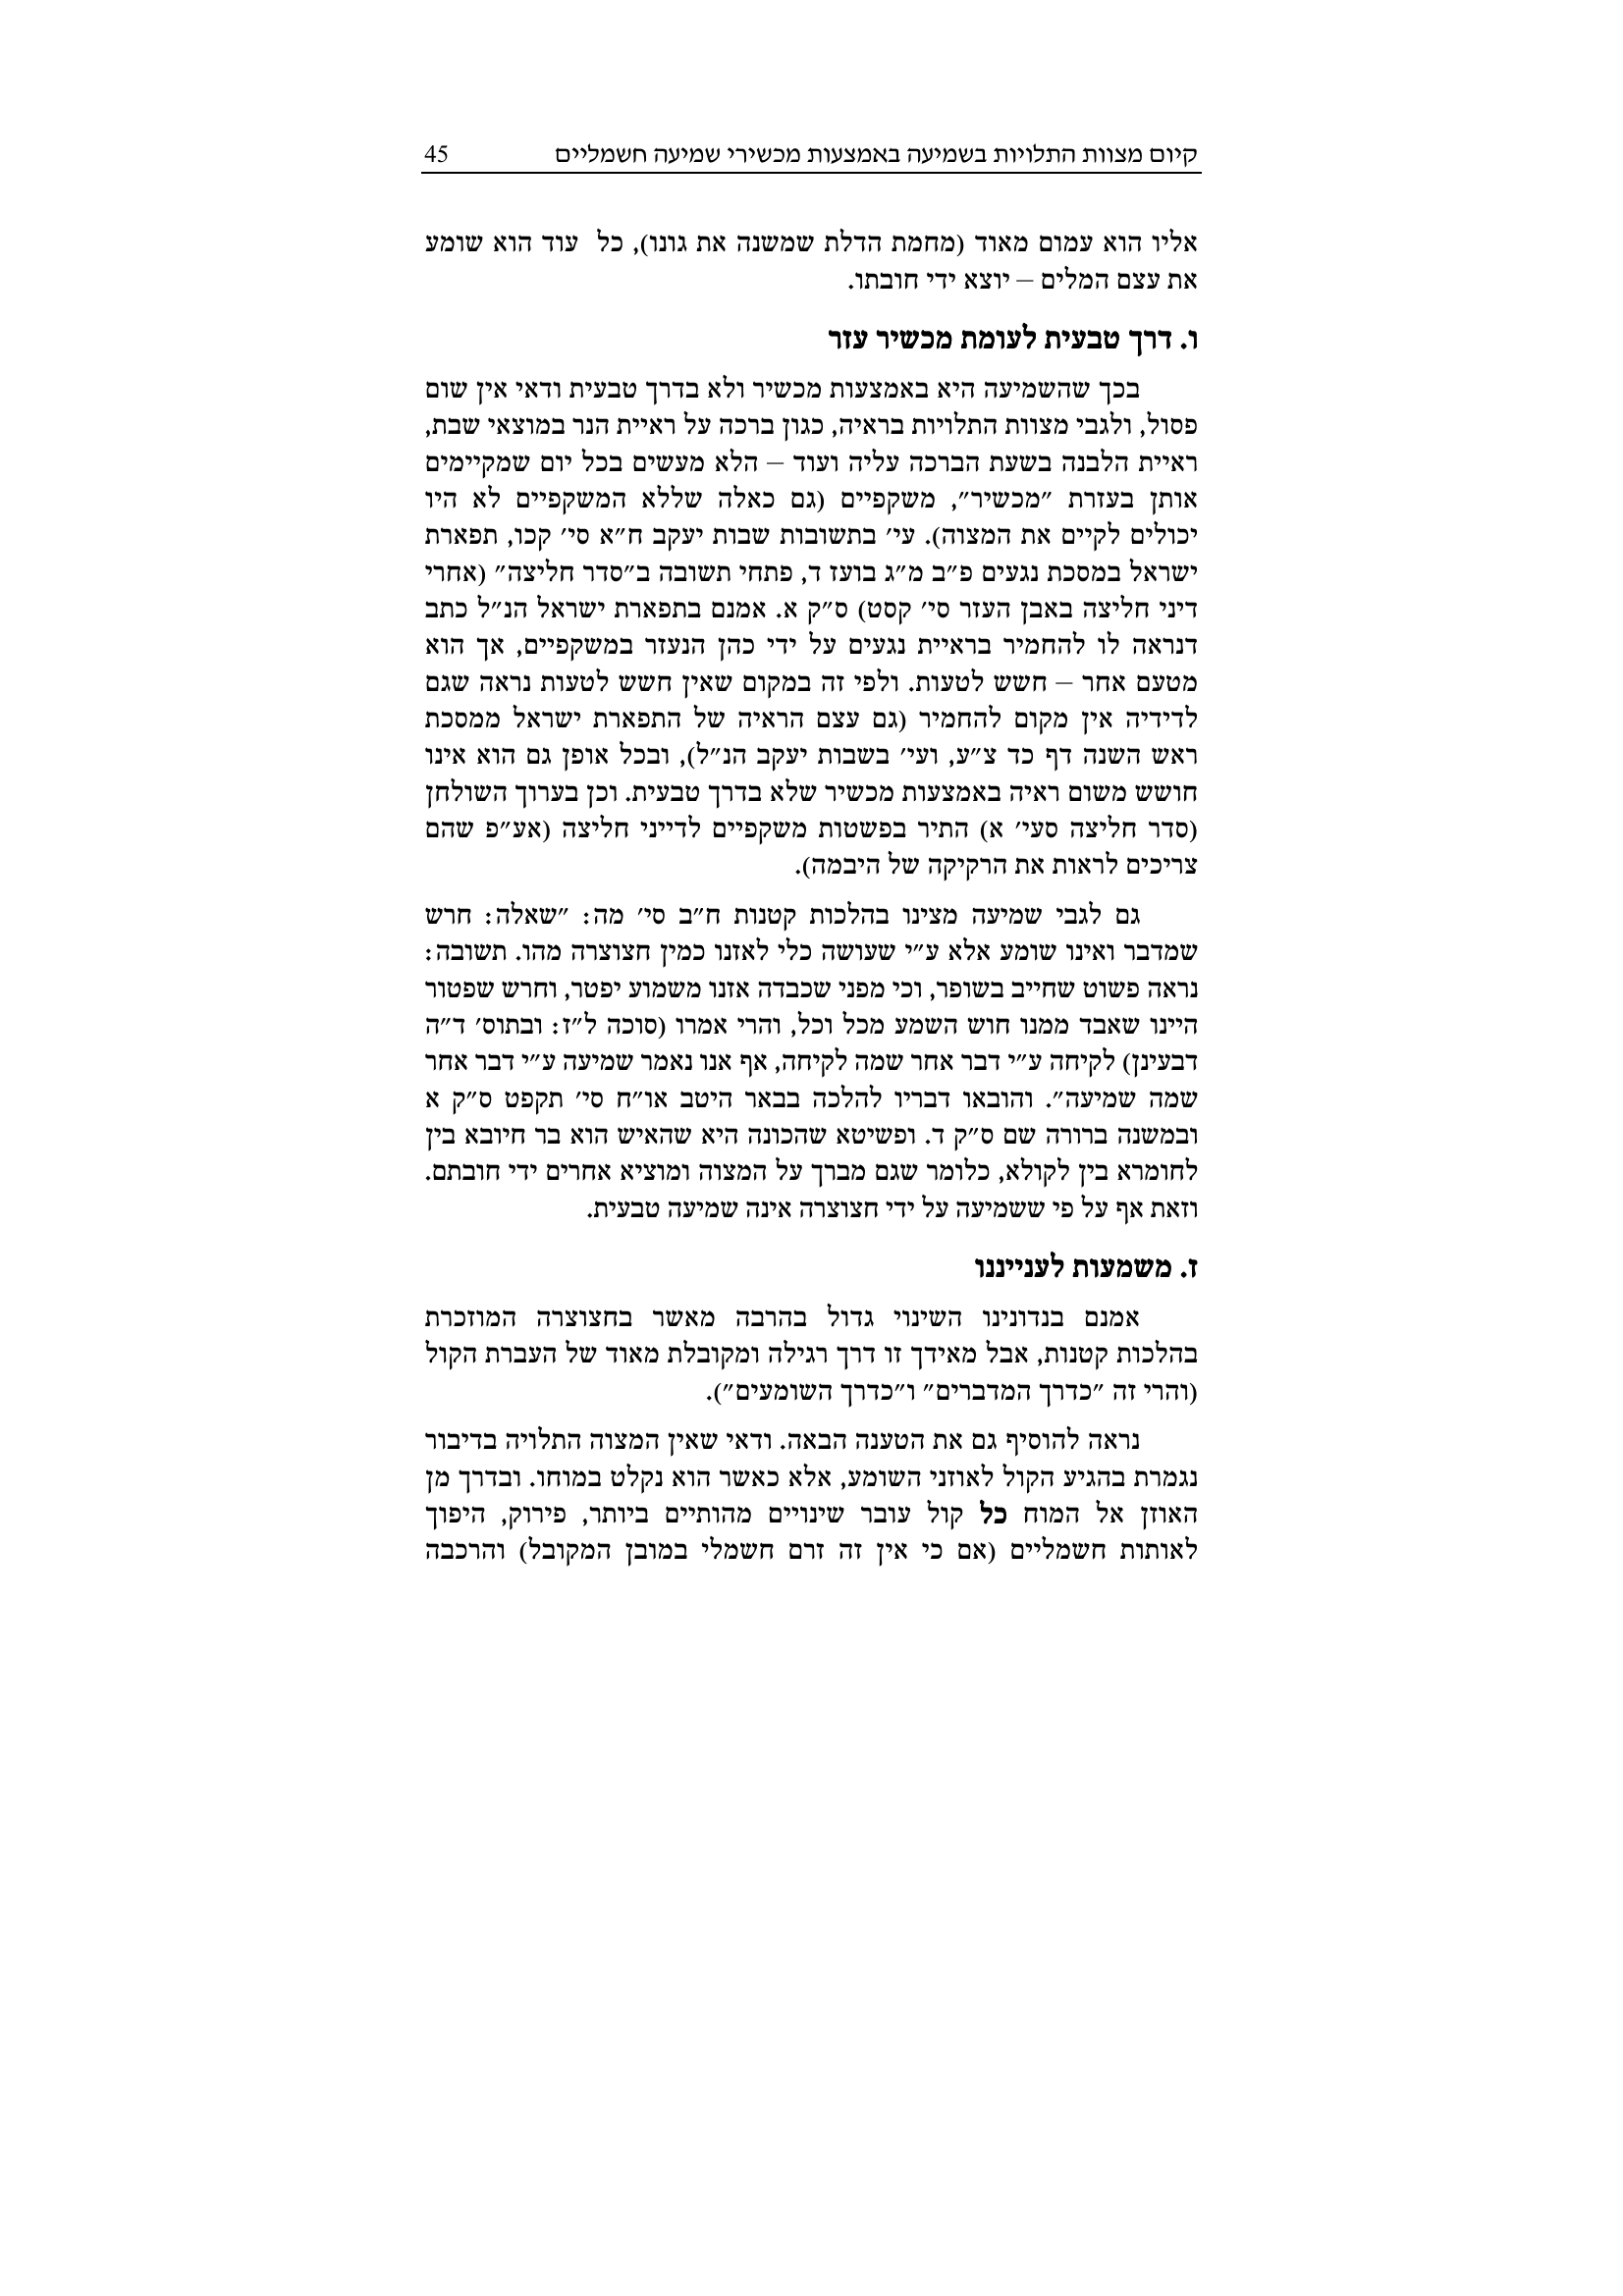 קיום מצוות התלויות בשמיעה באמצעות מכשירי שמיעה חשמליים 45
אליו הוא עמום מאוד (מחמת הדלת שמשנה את גונו), כל עוד הוא שומע
את עצם המלים – יוצא ידי חובתו.
ו. דרך טבעית לעומת מכשיר עזר
בכך שהשמיעה היא באמצעות מכשיר ולא בדרך טבעית ודאי אין שום
פסול, ולגבי מצוות התלויות בראיה, כגון ברכה על ראיית הנר במוצאי שבת,
ראיית הלבנה בשעת הברכה עליה ועוד – הלא מעשים בכל יום שמקיימים
אותן בעזרת ״מכשיר״, משקפיים (גם כאלה שללא המשקפיים לא היו
יכולים לקיים את המצוה). עי׳ בתשובות שבות יעקב ח״א סי׳ קכו, תפארת
ישראל במסכת נגעים פ״ב מ״ג בועז ד, פתחי תשובה ב״סדר חליצה״ (אחרי
דיני חליצה באבן העזר סי׳ קסט) ס״ק א. אמנם בתפארת ישראל הנ״ל כתב
דנראה לו להחמיר בראיית נגעים על ידי כהן הנעזר במשקפיים, אך הוא
מטעם אחר – חשש לטעות. ולפי זה במקום שאין חשש לטעות נראה שגם
לדידיה אין מקום להחמיר (גם עצם הראיה של התפארת ישראל ממסכת
ראש השנה דף כד צ״ע, ועי׳ בשבות יעקב הנ״ל), ובכל אופן גם הוא אינו
חושש משום ראיה באמצעות מכשיר שלא בדרך טבעית. וכן בערוך השולחן
(סדר חליצה סעי׳ א) התיר בפשטות משקפיים לדייני חליצה (אע״פ שהם
צריכים לראות את הרקיקה של היבמה).
גם לגבי שמיעה מצינו בהלכות קטנות ח״ב סי׳ מה: ״שאלה: חרש
שמדבר ואינו שומע אלא ע״י שעושה כלי לאזנו כמין חצוצרה מהו. תשובה:
נראה פשוט שחייב בשופר, וכי מפני שכבדה אזנו משמוע יפטר, וחרש שפטור
היינו שאבד ממנו חוש השמע מכל וכל, והרי אמרו (סוכה ל״ז: ובתוס׳ ד״ה
דבעינן) לקיחה ע״י דבר אחר שמה לקיחה, אף אנו נאמר שמיעה ע״י דבר אחר
שמה שמיעה״. והובאו דבריו להלכה בבאר היטב או״ח סי׳ תקפט ס״ק א
ובמשנה ברורה שם ס״ק ד. ופשיטא שהכונה היא שהאיש הוא בר חיובא בין
לחומרא בין לקולא, כלומר שגם מברך על המצוה ומוציא אחרים ידי חובתם.
וזאת אף על פי ששמיעה על ידי חצוצרה אינה שמיעה טבעית.
ז. משמעות לענייננו
אמנם בנדונינו השינוי גדול בהרבה מאשר בחצוצרה המוזכרת
בהלכות קטנות, אבל מאידך זו דרך רגילה ומקובלת מאוד של העברת הקול
(והרי זה ״כדרך המדברים״ ו״כדרך השומעים״).
נראה להוסיף גם את הטענה הבאה. ודאי שאין המצוה התלויה בדיבור
נגמרת בהגיע הקול לאוזני השומע, אלא כאשר הוא נקלט במוחו. ובדרך מן
האוזן אל המוח כל קול עובר שינויים מהותיים ביותר, פירוק, היפוך
לאותות חשמליים (אם כי אין זה זרם חשמלי במובן המקובל) והרכבה